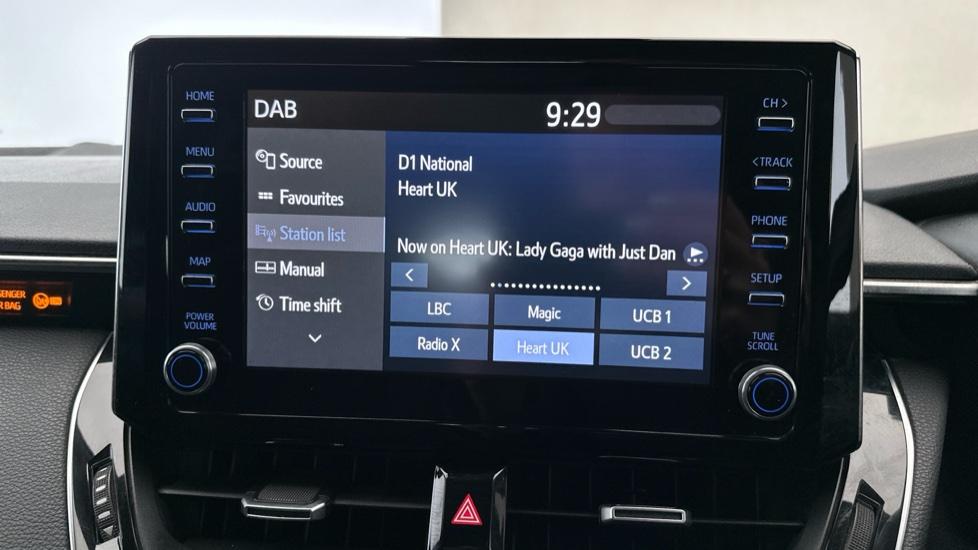 HOME
MENU
AUDIO
MAP
POWER
VOLUME
DAB
9:29
Source
Favourites
Station list
Manual
Time shift
D1 National
Heart UK
Now on Heart UK: Lady Gaga with Just Dan
LBC
Magic
UCB 1
Radio X
Heart UK
UCB 2
CH >
< TRACK
PHONE
SETUP
TUNE
SCROLL